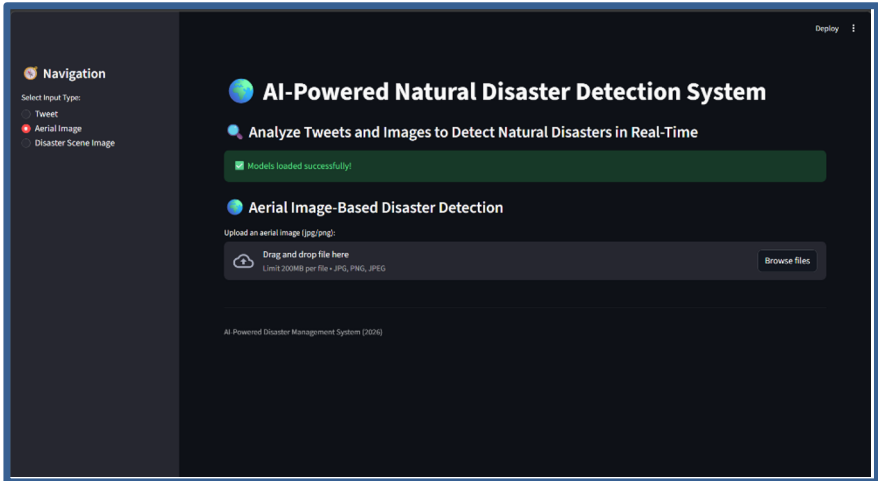 Deploy
Navigation
Select Input Type:
Tweet
Aerial Image
Disaster Scene Image
AI-Powered Natural Disaster Detection System
Analyze Tweets and Images to Detect Natural Disasters in Real-Time
Models loaded successfully!
Aerial Image-Based Disaster Detection
Upload an aerial image (jpg/png):
Drag and drop file here
Limit 200MB per file • JPG, PNG, JPEG
Browse files
AI-Powered Disaster Management System (2026)